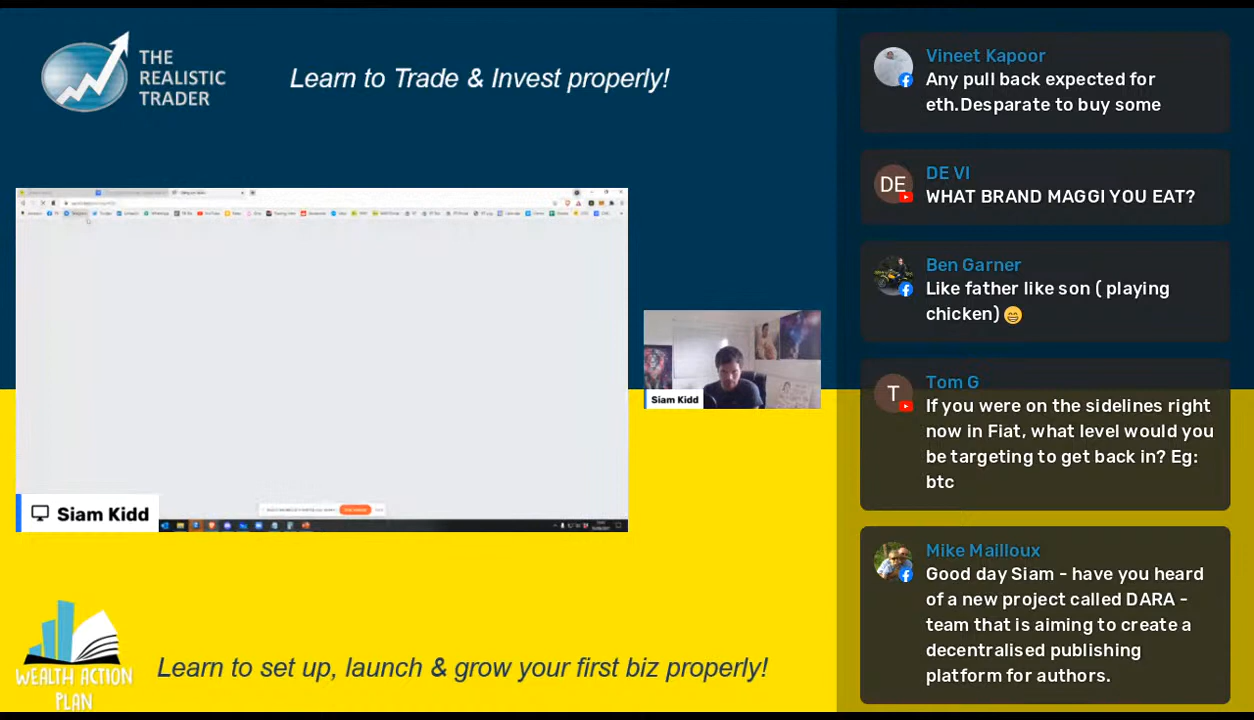 THE
REALISTIC
TRADER
Learn to Trade & Invest properly!
Siam Kidd
Siam Kidd
WEALTH ACTION
PLAN
Learn to set up, launch & grow your first biz properly!
Vineet Kapoor
Any pull back expected for
eth.Desparate to buy some
DE
DE VI
WHAT BRAND MAGGI YOU EAT?
Ben Garner
Like father like son ( playing
chicken) 😄
T
Tom G
If you were on the sidelines right
now in Fiat, what level would you
be targeting to get back in? Eg:
btc
Mike Mailloux
Good day Siam - have you heard
of a new project called DARA -
team that is aiming to create a
decentralised publishing
platform for authors.